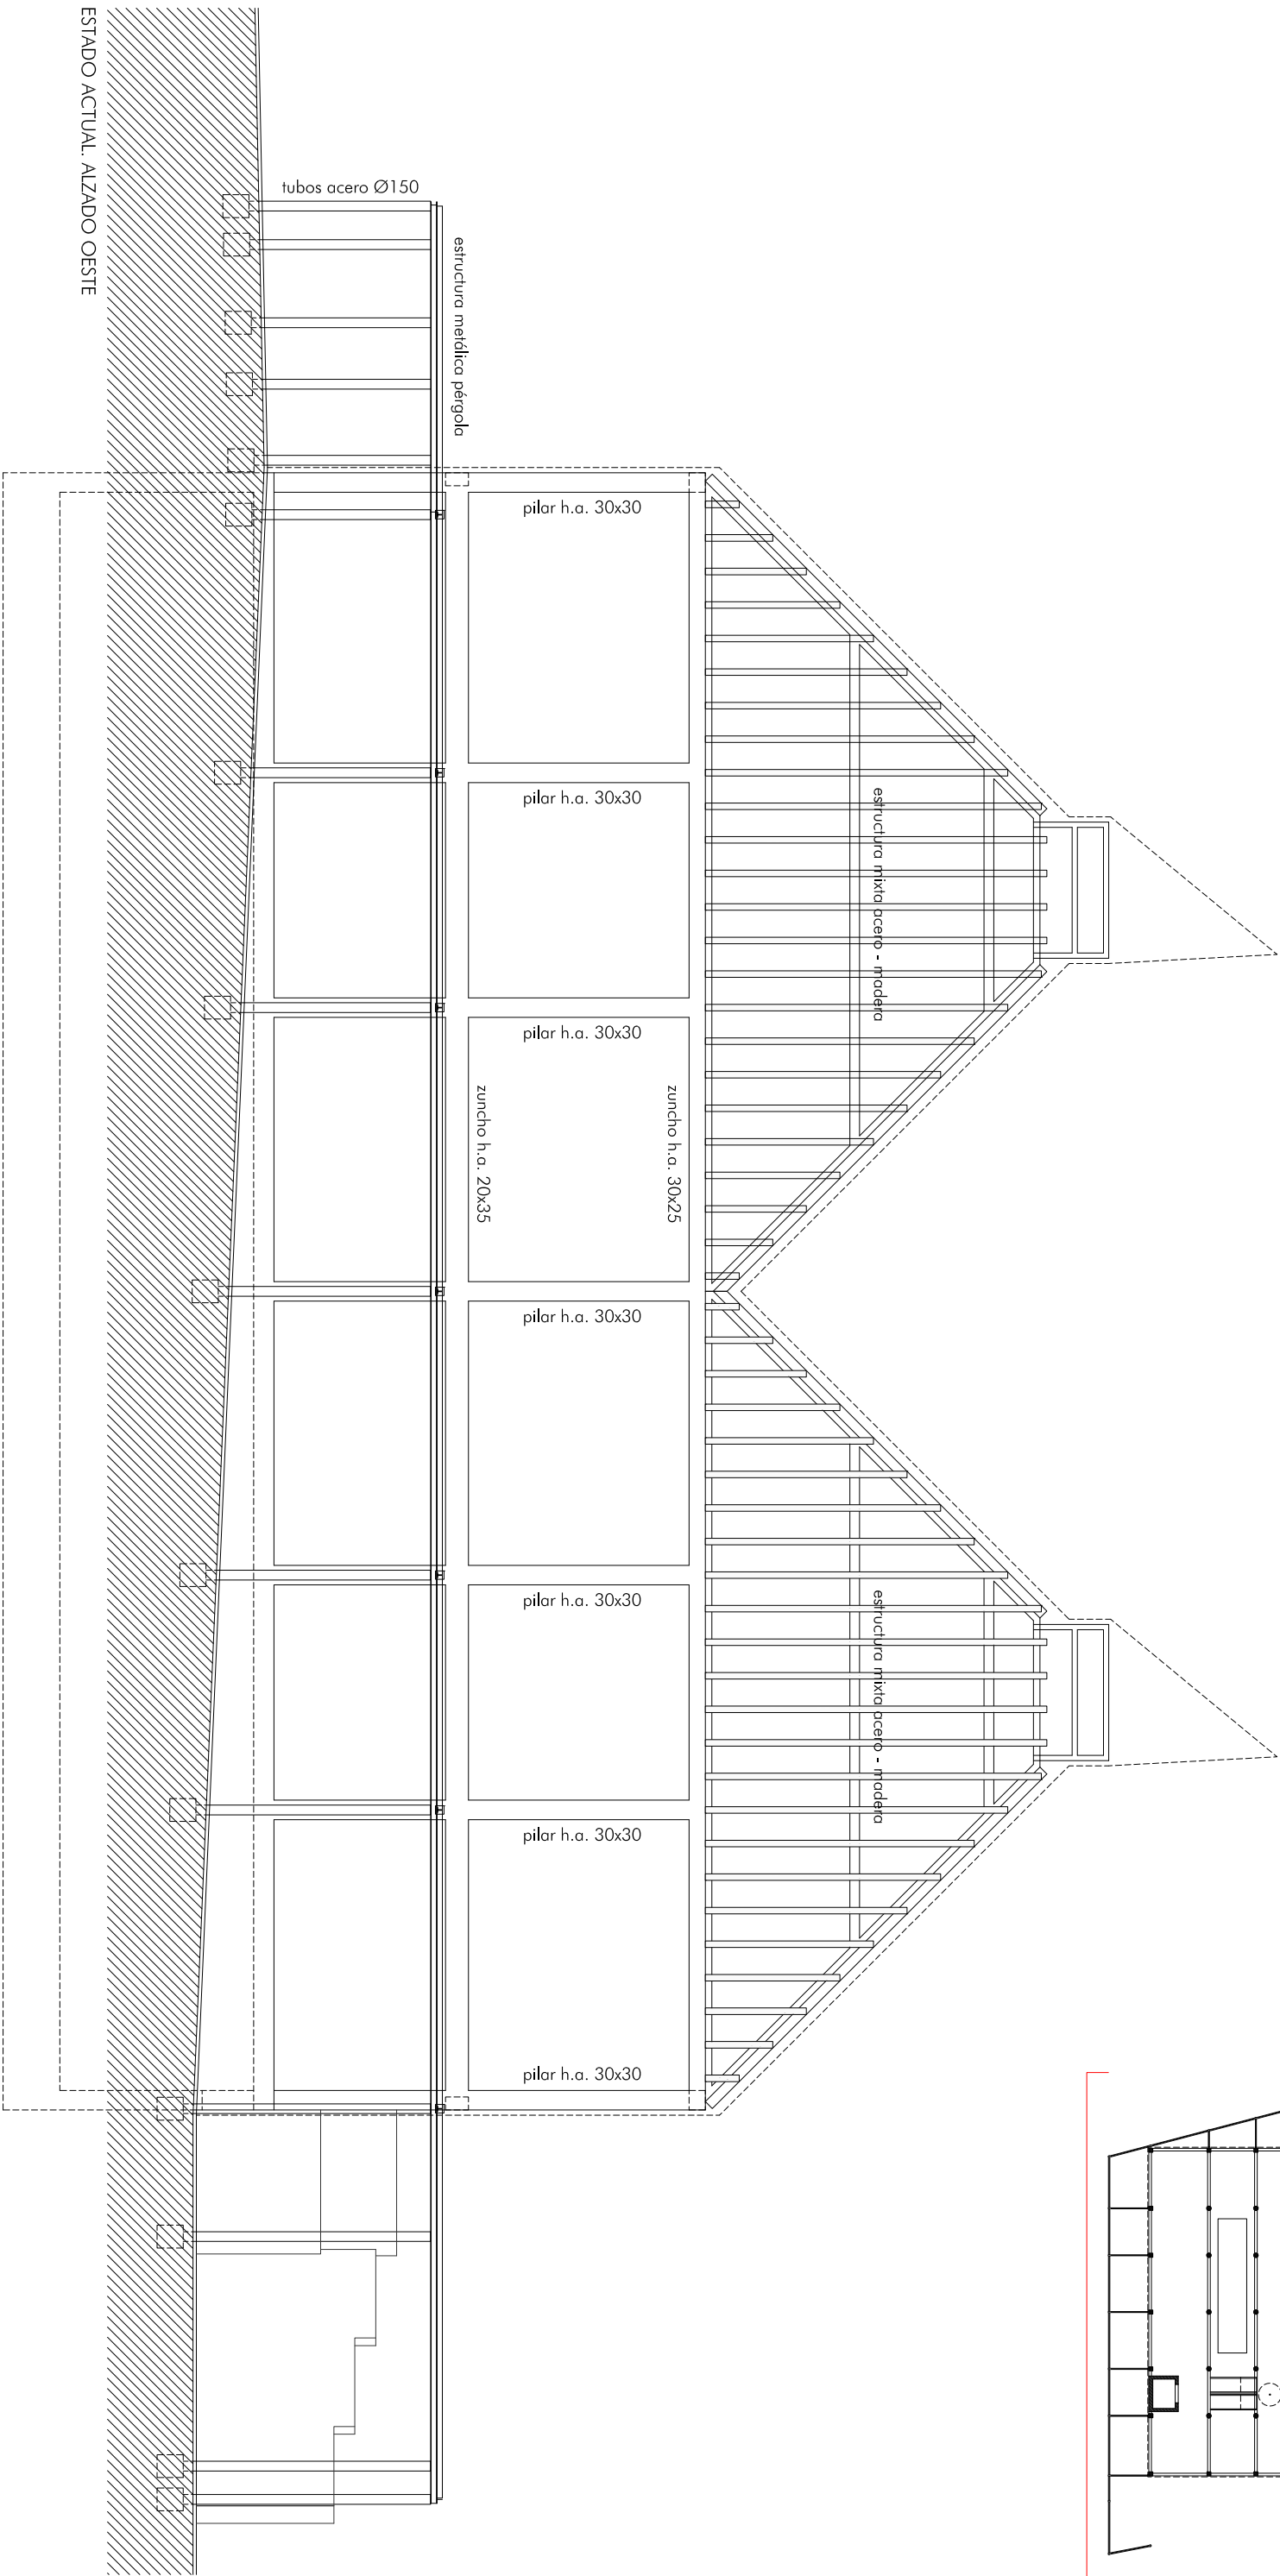 ESTADO ACTUAL. ALZADO OESTE
tubos acero Ø150
estructura metálica pérgola
pilar h.a. 30x30
pilar h.a. 30x30
pilar h.a. 30x30
zuncho h.a. 20x35
zuncho h.a. 30x25
pilar h.a. 30x30
pilar h.a. 30x30
pilar h.a. 30x30
pilar h.a. 30x30
estructura mixta acero - madera
estructura mixta acero - madera